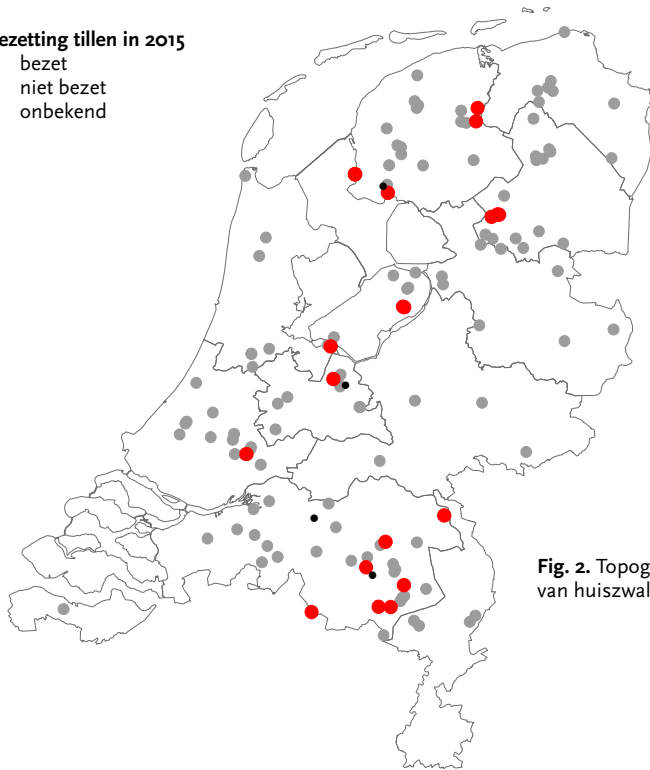 ezetting tillen in 2015
bezet
niet bezet
onbekend
Fig. 2. Topog
van huiszwal